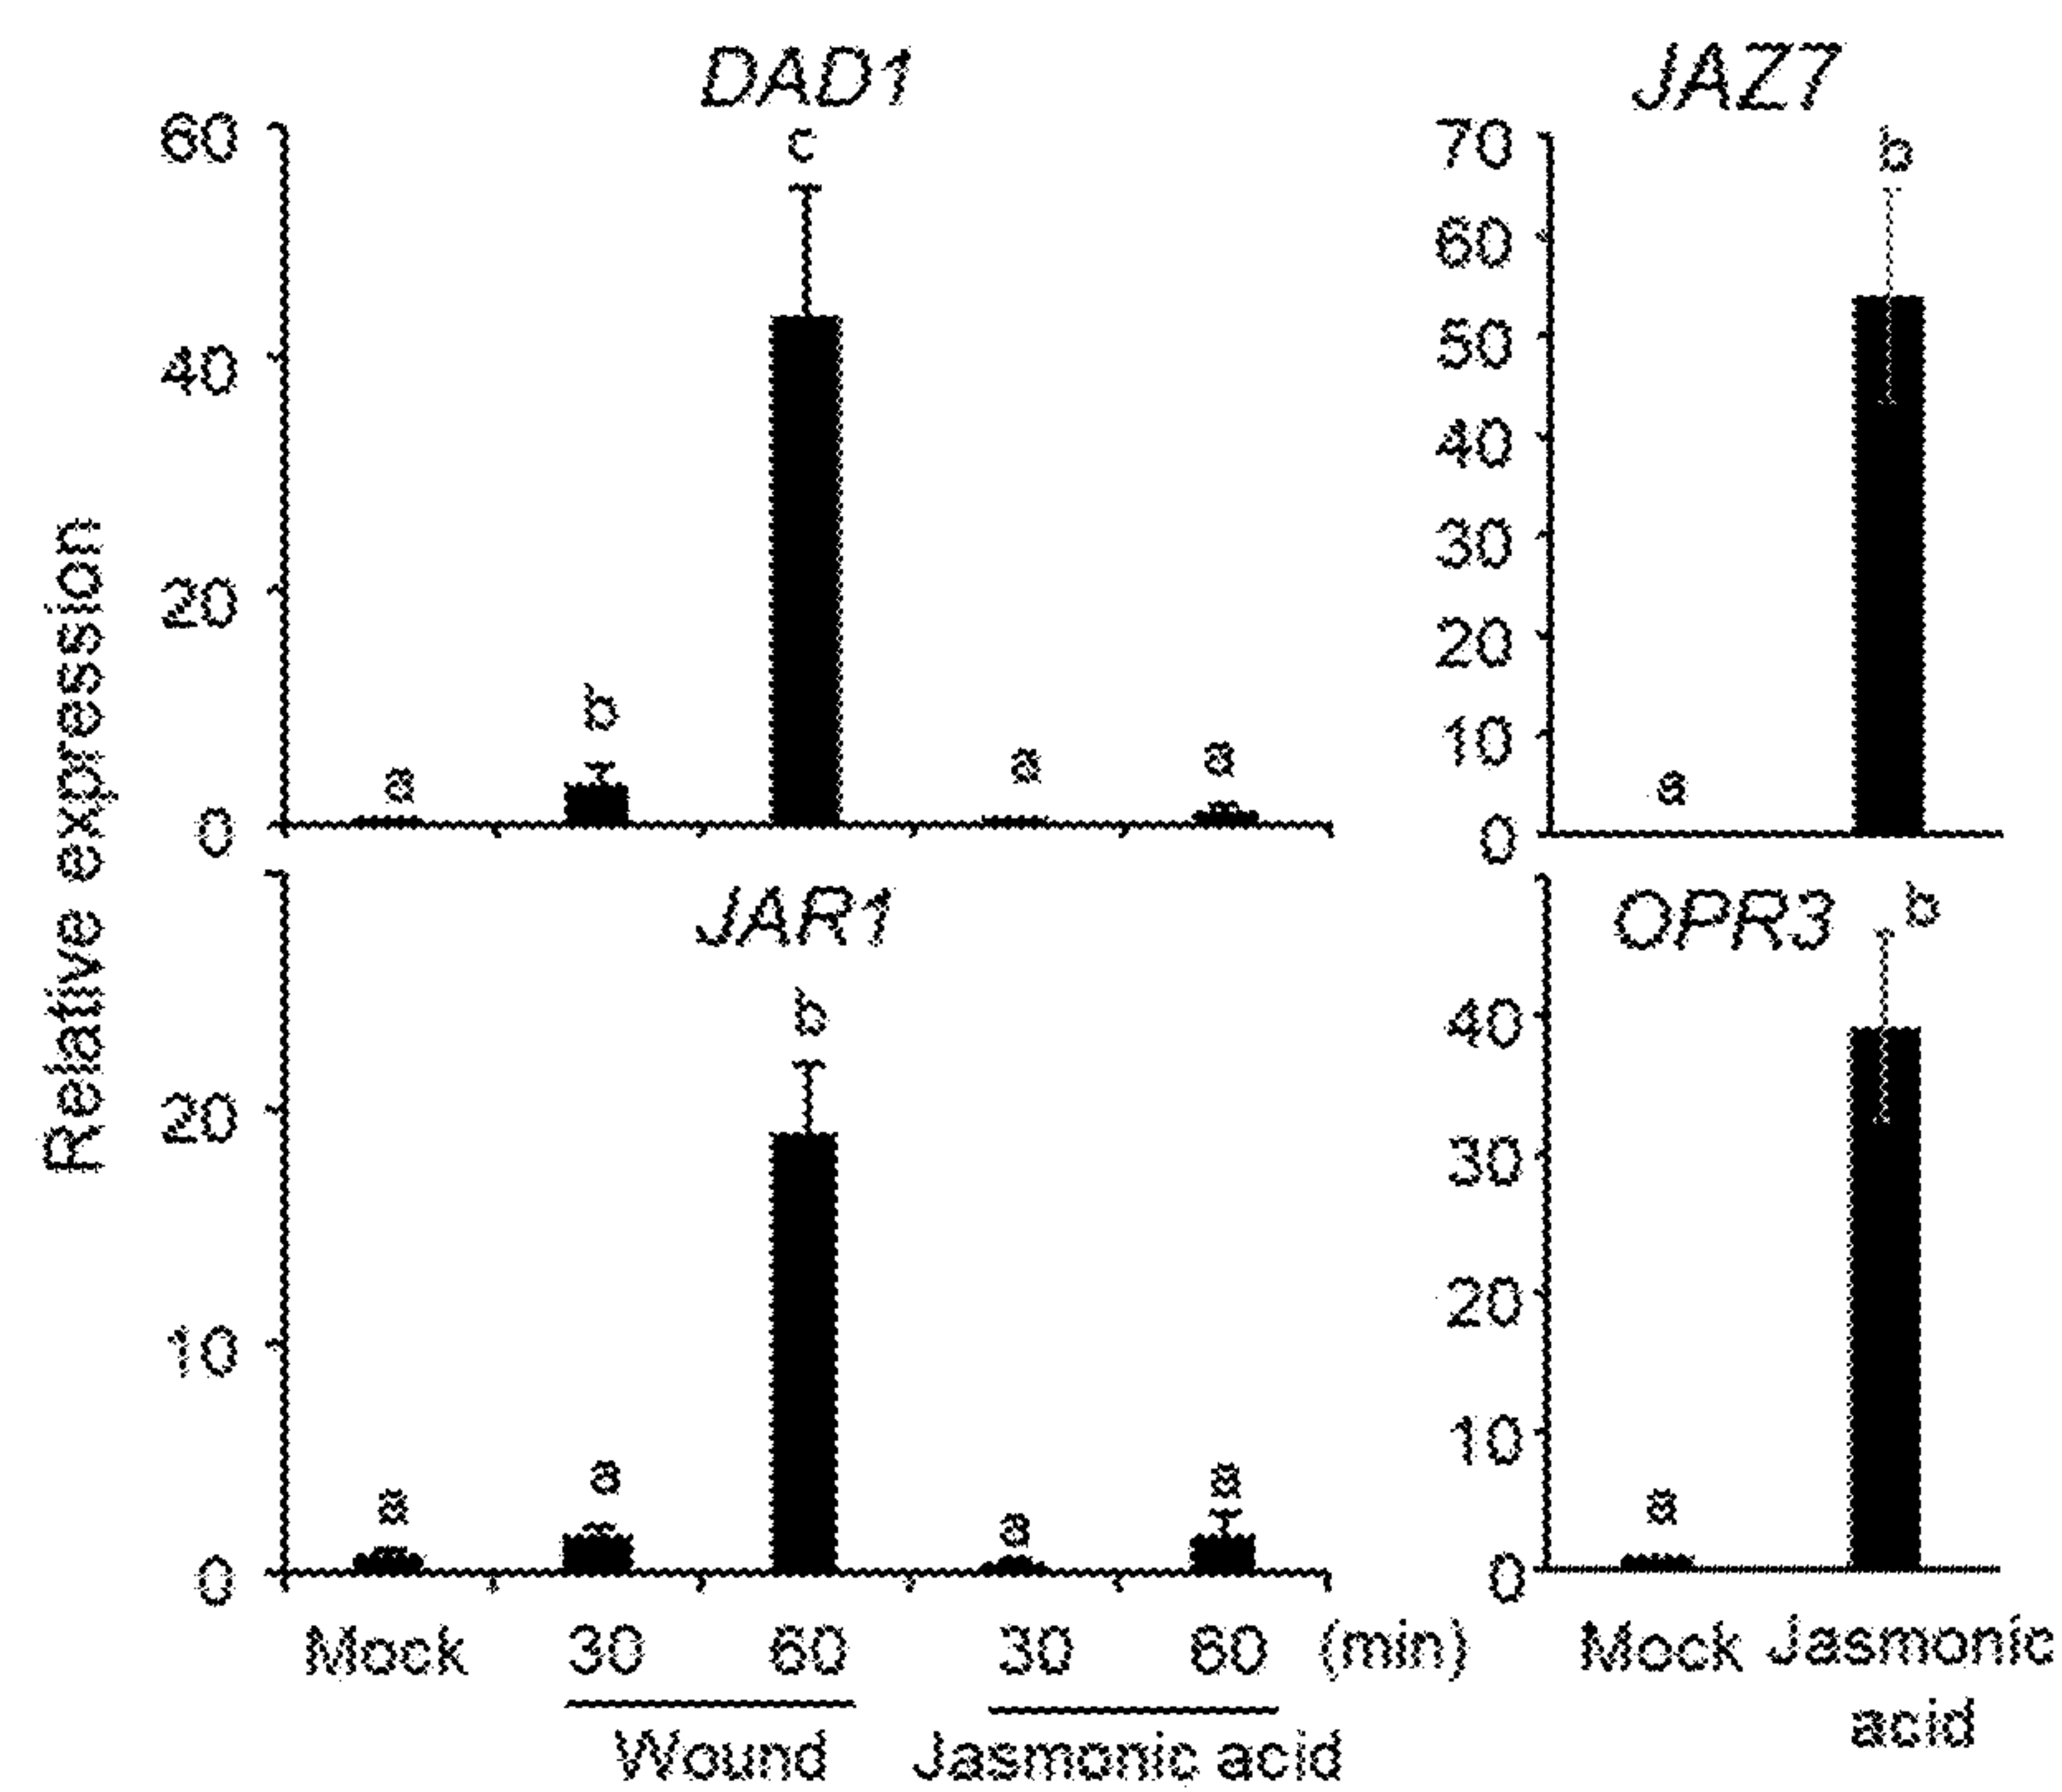 Relative expression
DAD1
60
40
20
0
a
b
c
a
a
JAZ7
70
60
50
40
30
20
10
0
a
b
JAR1
20
10
0
a
a
b
a
a
OPR3
40
30
20
10
0
a
b
Mock 30 60 30 60 (min)
Wound Jasmonic acid
Mock Jasmonic
acid